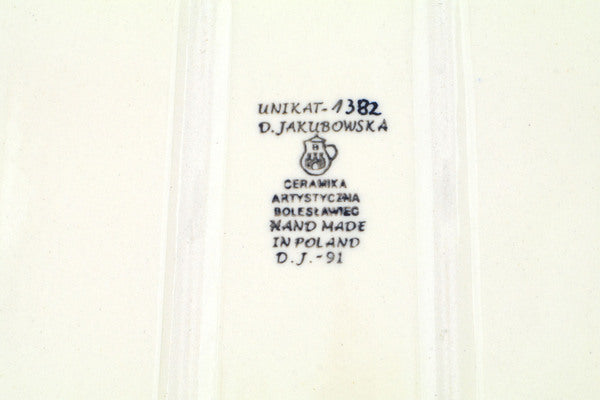 UNIKAT-1382
D. JAKUBOWSKA
B
CERAMIKA
ARTYSTYCZNA
BOLESŁAWIEC
HAND MADE
IN POLAND
D. J. -91